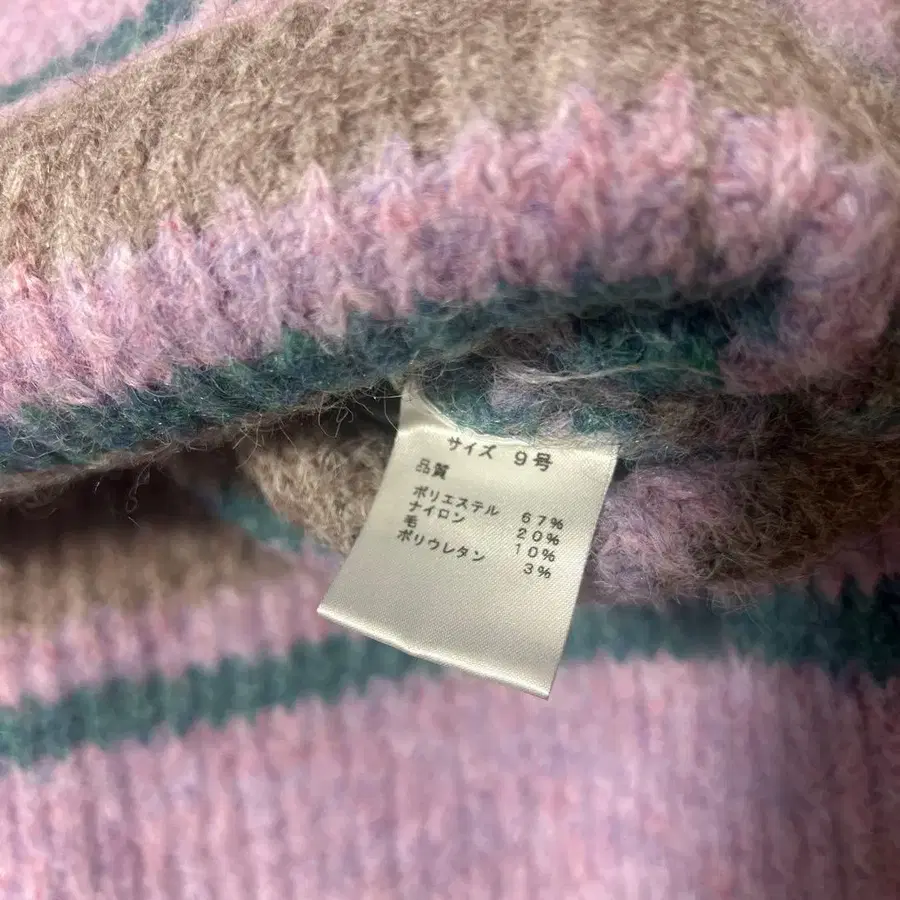 サイズ 9号
品質
ポリエステル 67%
ナイロン 20%
毛 10%
ポリウレタン 3%